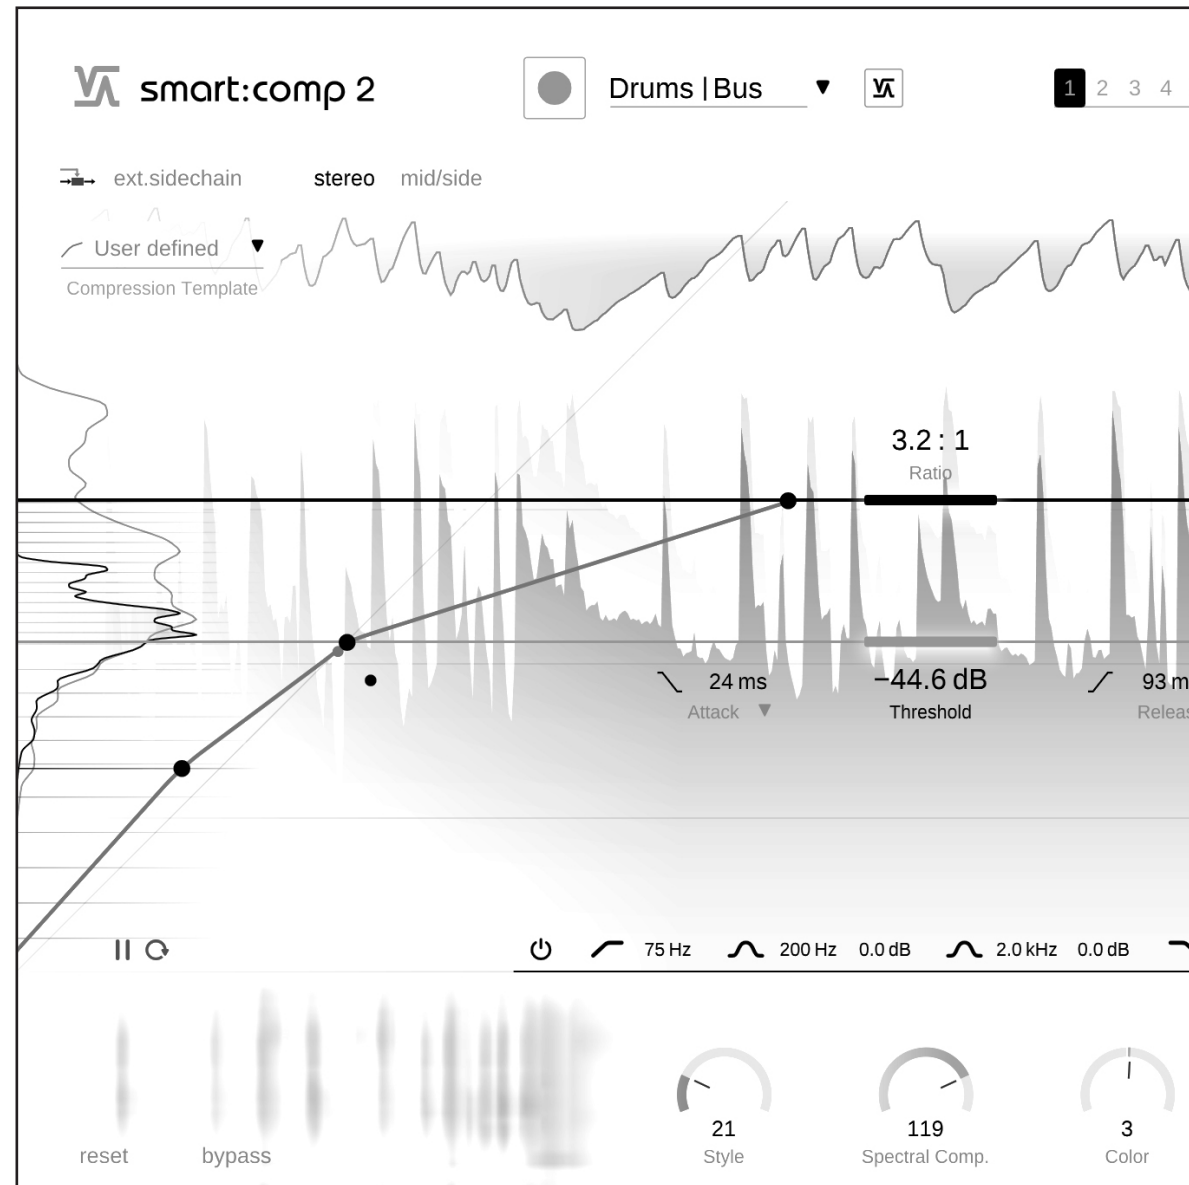 smart:comp 2
Drums | Bus
1 2 3 4
ext.sidechain stereo mid/side
User defined
Compression Template
3.2 : 1
Ratio
24 ms
Attack
−44.6 dB
Threshold
93 m
Releas
75 Hz 200 Hz 0.0 dB 2.0 kHz 0.0 dB
21
Style
119
Spectral Comp.
3
Color
reset bypass